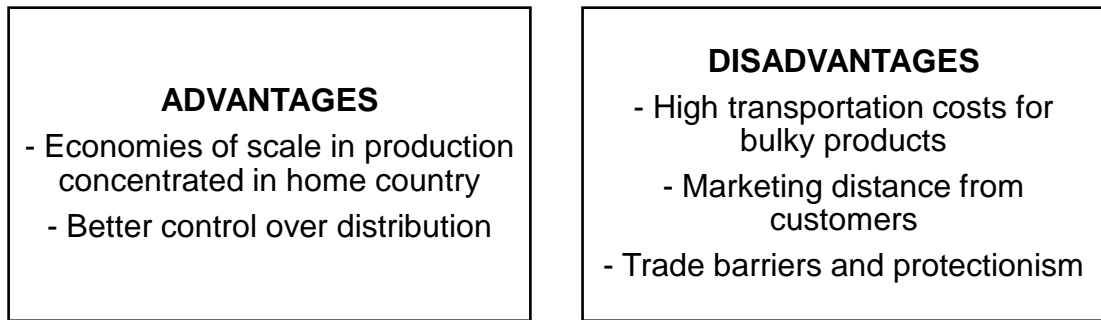 ADVANTAGES
- Economies of scale in production
concentrated in home country
- Better control over distribution
DISADVANTAGES
- High transportation costs for
bulky products
- Marketing distance from
customers
- Trade barriers and protectionism